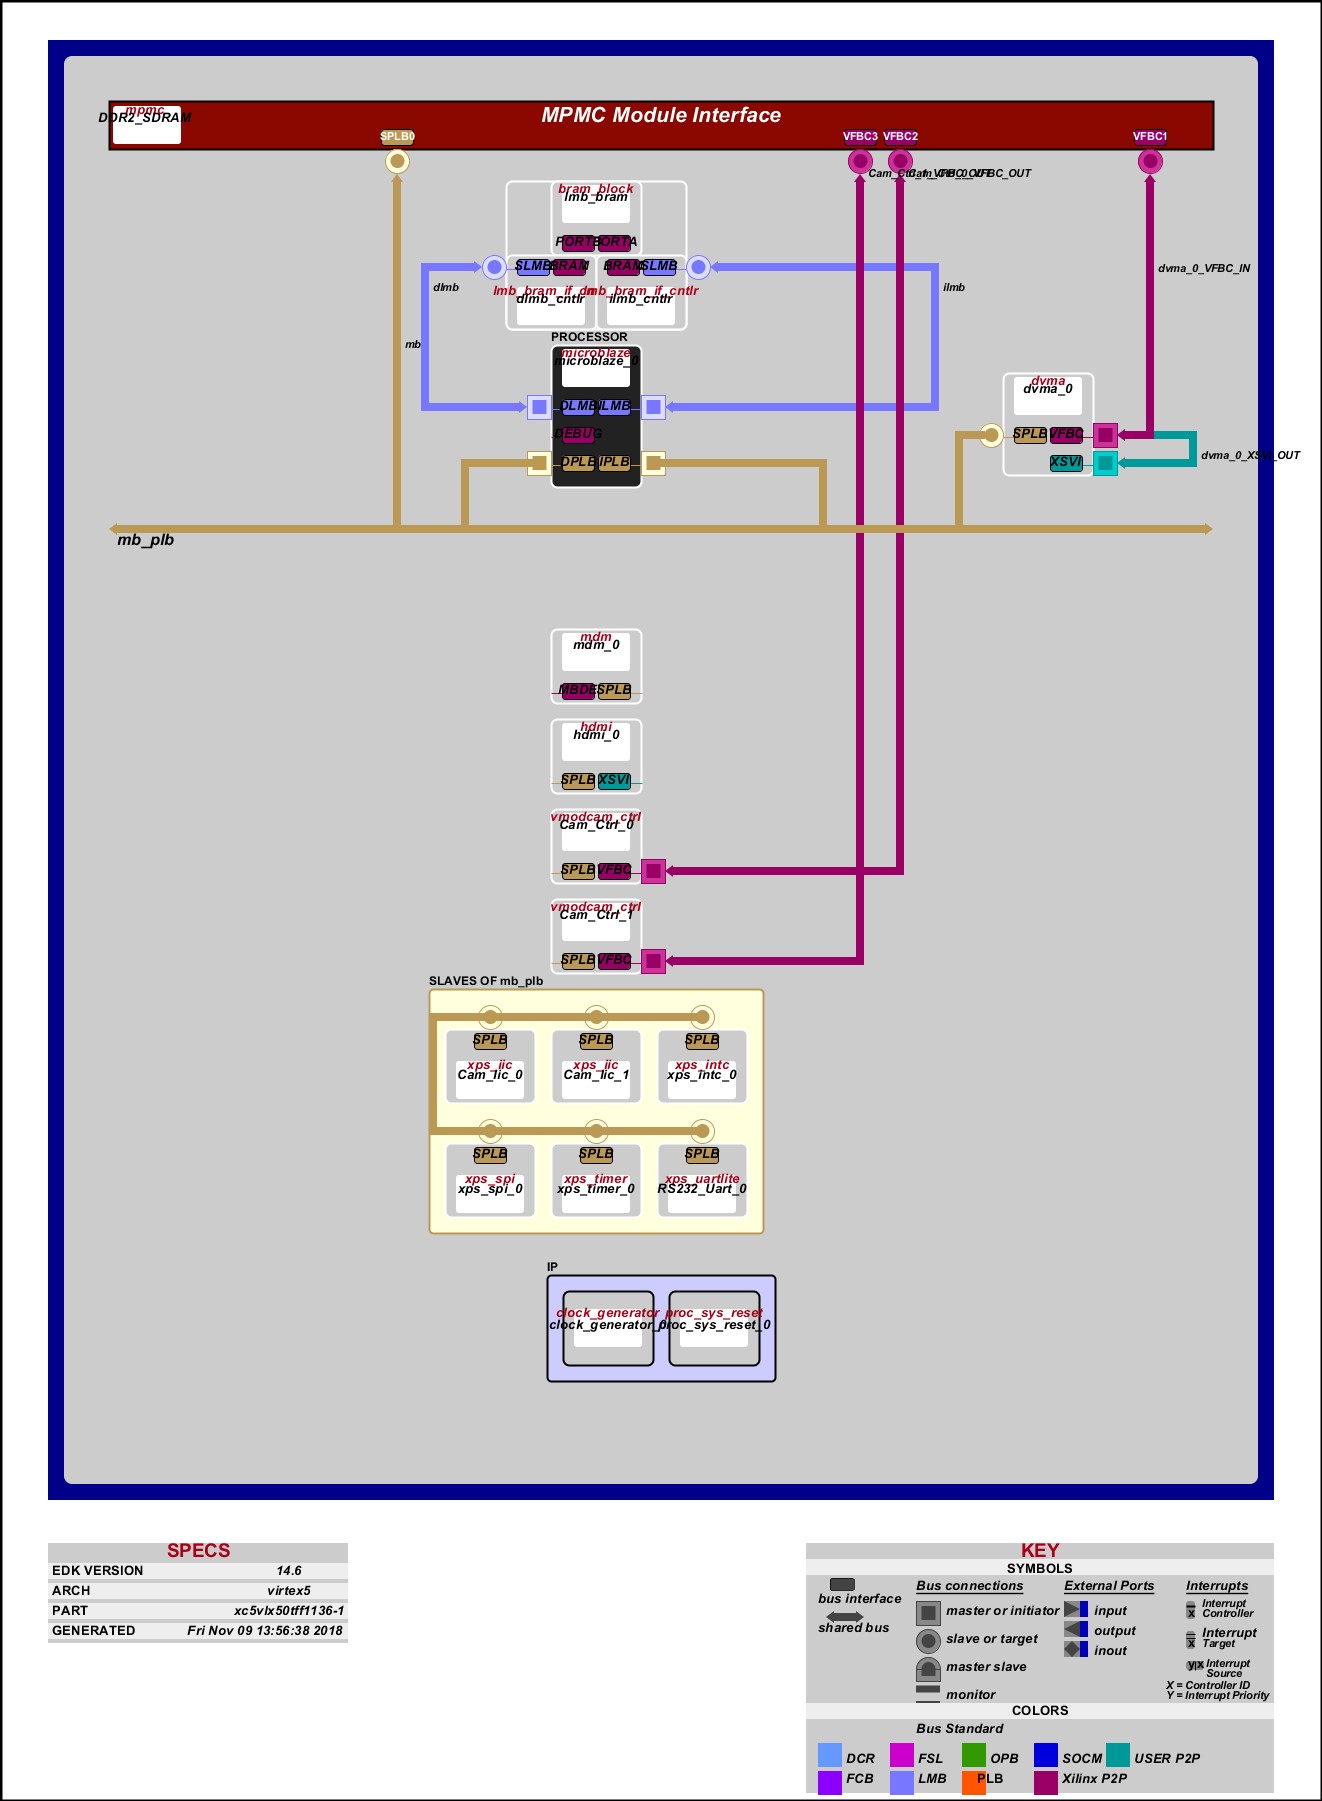 mpmc
DDR2_SDRAM
MPMC Module Interface
SPLB0
VFBC3
VFBC2
VFBC1
Cam_Ctrl_1_VFBC_OUT
Cam_Ctrl_0_VFBC_OUT
bram_block
lmb_bram
PORTB
PORTA
SLMB
BRAM
BRAM
SLMB
lmb_bram_if_cntlr
lmb_bram_if_cntlr
dlmb_cntlr
ilmb_cntlr
dlmb
ilmb
dvma_0_VFBC_IN
PROCESSOR
mb
microblaze
microblaze_0
DLMB
ILMB
DEBUG
DPLB
IPLB
dvma
dvma_0
SPLB
VFBC
XSVI
dvma_0_XSVI_OUT
mb_plb
mdm
mdm_0
MBDE
SPLB
hdmi
hdmi_0
SPLB
XSVI
vmodcam_ctrl
Cam_Ctrl_0
SPLB
VFBC
vmodcam_ctrl
Cam_Ctrl_1
SPLB
VFBC
SLAVES OF mb_plb
SPLB
SPLB
SPLB
xps_iic
xps_iic
xps_intc
Cam_Iic_0
Cam_Iic_1
xps_intc_0
SPLB
SPLB
SPLB
xps_spi
xps_timer
xps_uartlite
xps_spi_0
xps_timer_0
RS232_Uart_0
IP
clock_generator
proc_sys_reset
clock_generator_0
proc_sys_reset_0
SPECS
EDK VERSION 14.6
ARCH virtex5
PART xc5vlx50tff1136-1
GENERATED Fri Nov 09 13:56:38 2018
KEY
SYMBOLS
bus interface
shared bus
Bus connections
master or initiator
slave or target
master slave
monitor
External Ports
input
output
inout
Interrupts
x
Interrupt
Controller
x
Interrupt
Target
y|x
Interrupt
Source
X = Controller ID
Y = Interrupt Priority
COLORS
Bus Standard
DCR
FSL
OPB
SOCM
USER P2P
FCB
LMB
PLB
Xilinx P2P